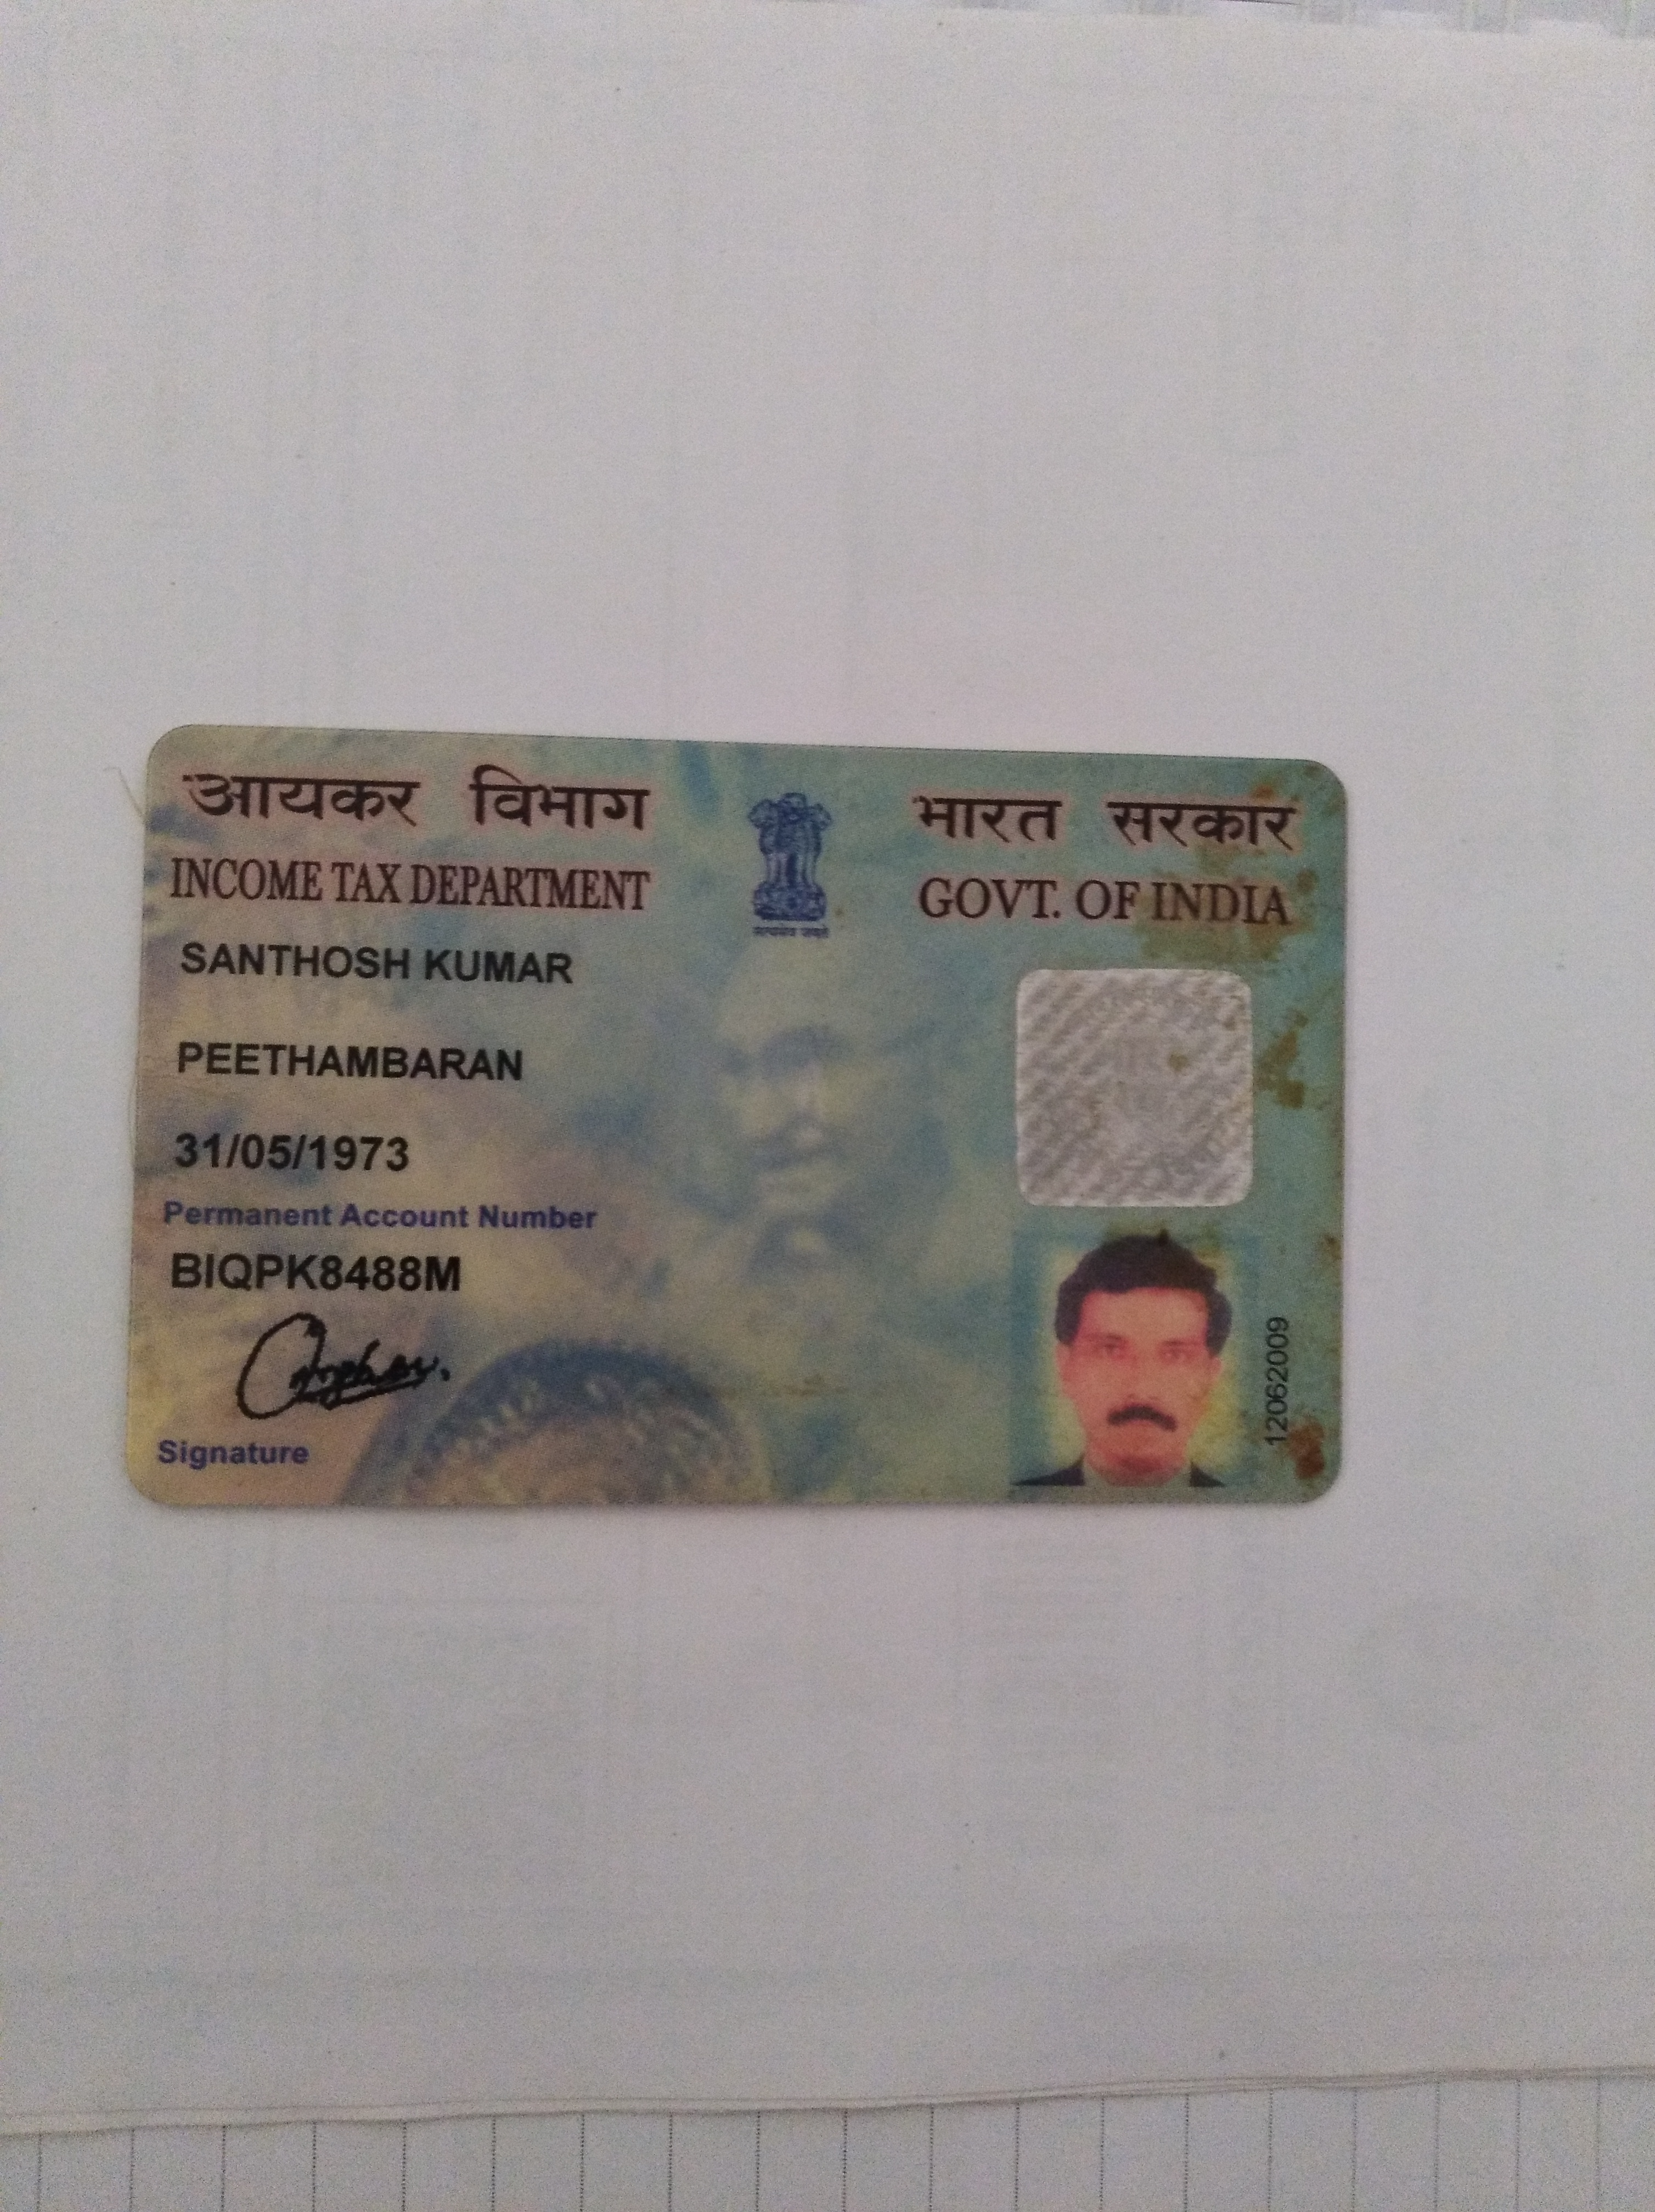 आयकर विभाग
INCOME TAX DEPARTMENT
भारत सरकार
GOVT. OF INDIA
सत्यमेव जयते
SANTHOSH KUMAR
PEETHAMBARAN
31/05/1973
Permanent Account Number
BIQPK8488M
Signature
12062009